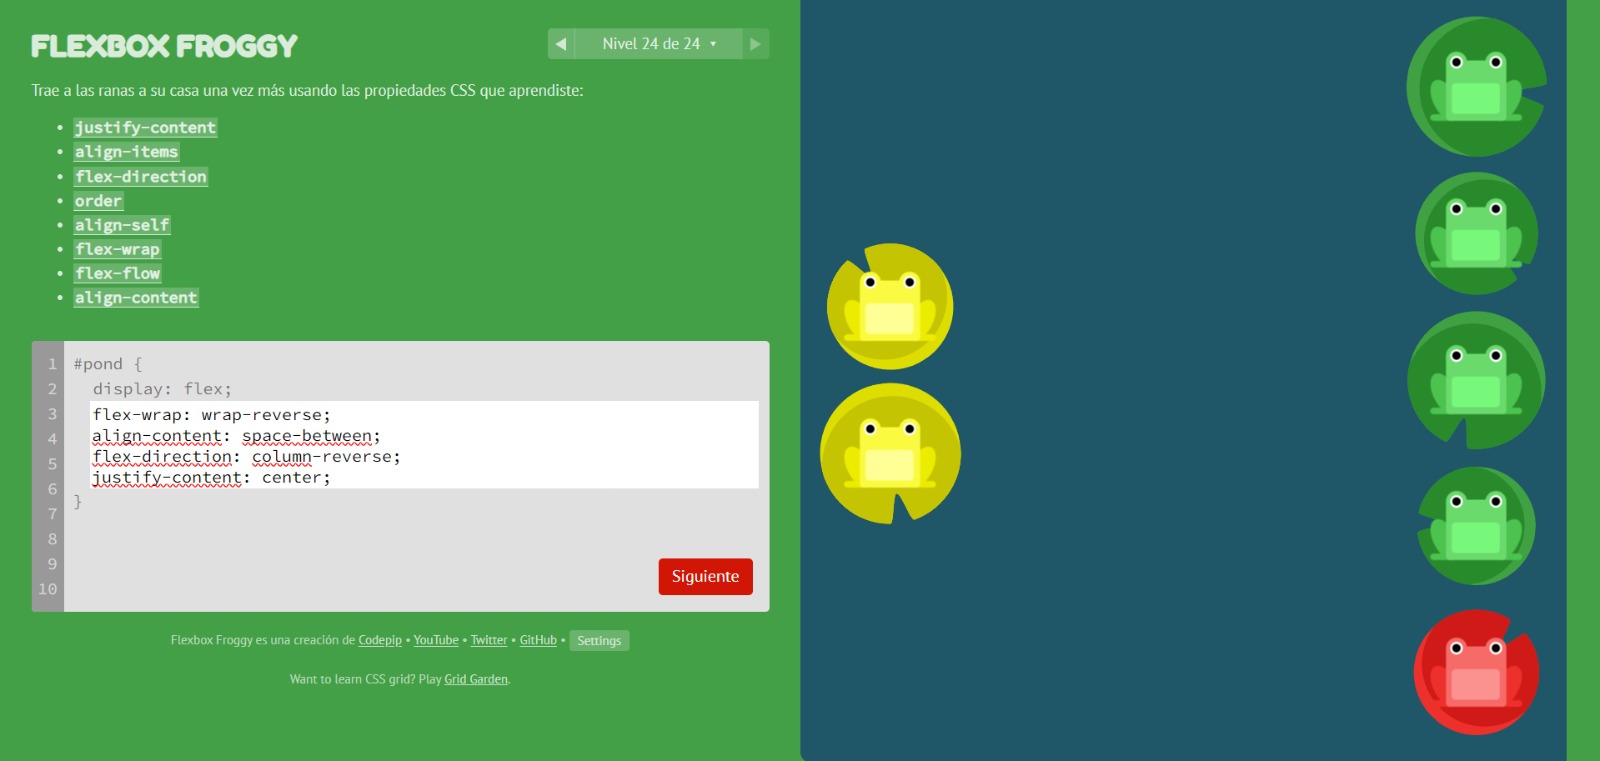 FLEXBOX FROGGY
◀ Nivel 24 de 24 ▾ ▶
Trae a las ranas a su casa una vez más usando las propiedades CSS que aprendiste:
• justify-content
• align-items
• flex-direction
• order
• align-self
• flex-wrap
• flex-flow
• align-content
1 #pond {
2 display: flex;
3 flex-wrap: wrap-reverse;
4 align-content: space-between;
5 flex-direction: column-reverse;
6 justify-content: center;
7 }
8
9
10
Siguiente
Flexbox Froggy es una creación de Codepip • YouTube • Twitter • GitHub • Settings
Want to learn CSS grid? Play Grid Garden.